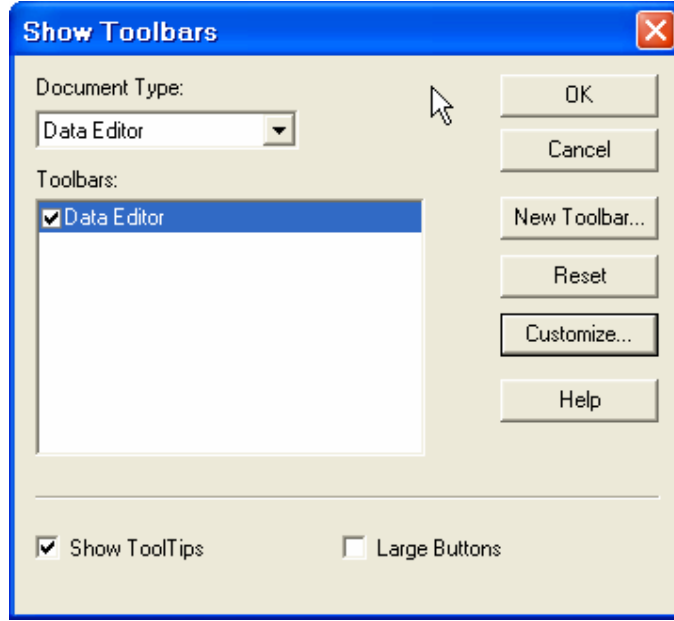 Show Toolbars
Document Type:
Data Editor
Toolbars:
Data Editor
OK
Cancel
New Toolbar...
Reset
Customize...
Help
Show ToolTips
Large Buttons